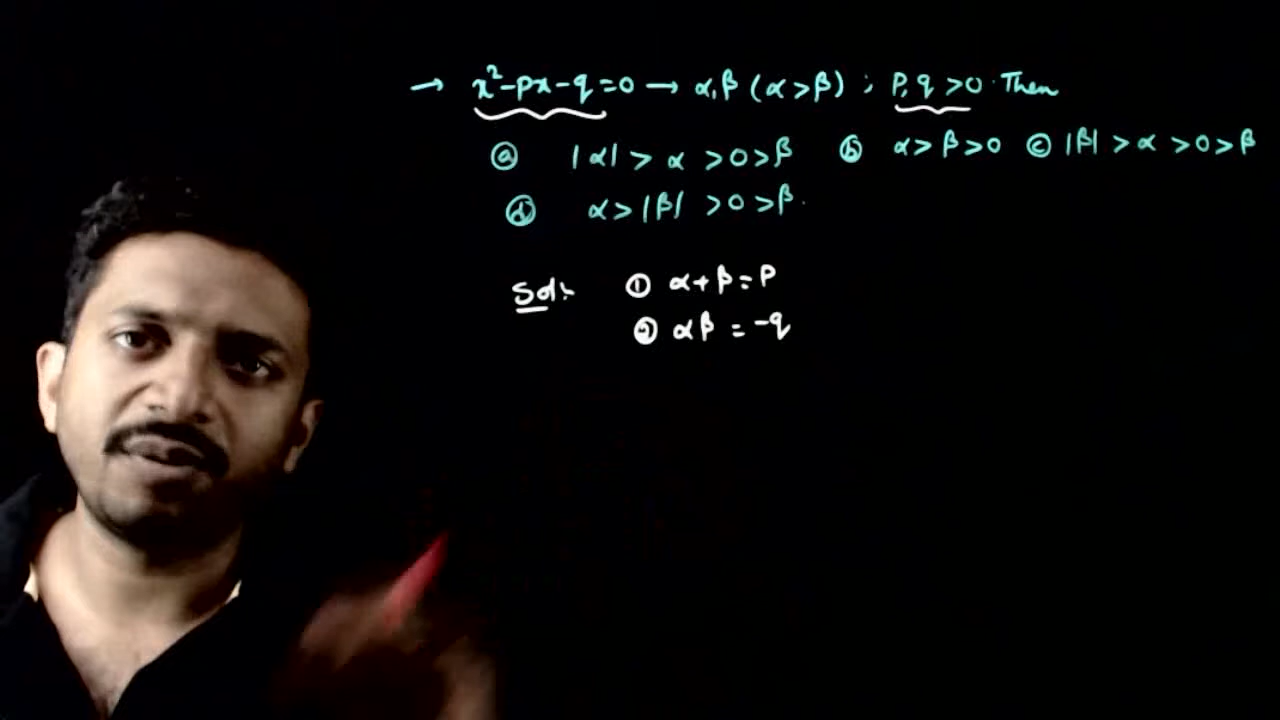 → x²-px-q=0 → α,β (α>β) ; P,q >0. Then
ⓐ |α| > α >0>β ⓑ α>β>0 ⓒ |β| > α >0>β
ⓓ α>|β| >0 >β.
Sol:- ① α+β=P
② αβ = -q